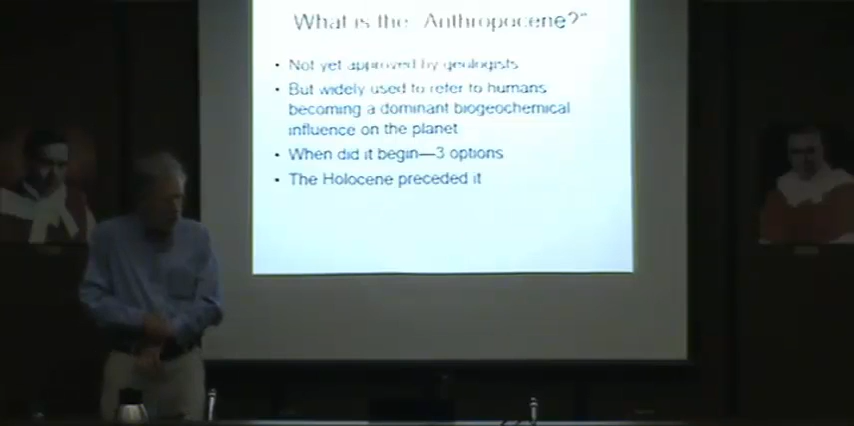 What is the "Anthropocene?"
• Not yet approved by geologists
• But widely used to refer to humans
becoming a dominant biogeochemical
influence on the planet
• When did it begin—3 options
• The Holocene preceded it